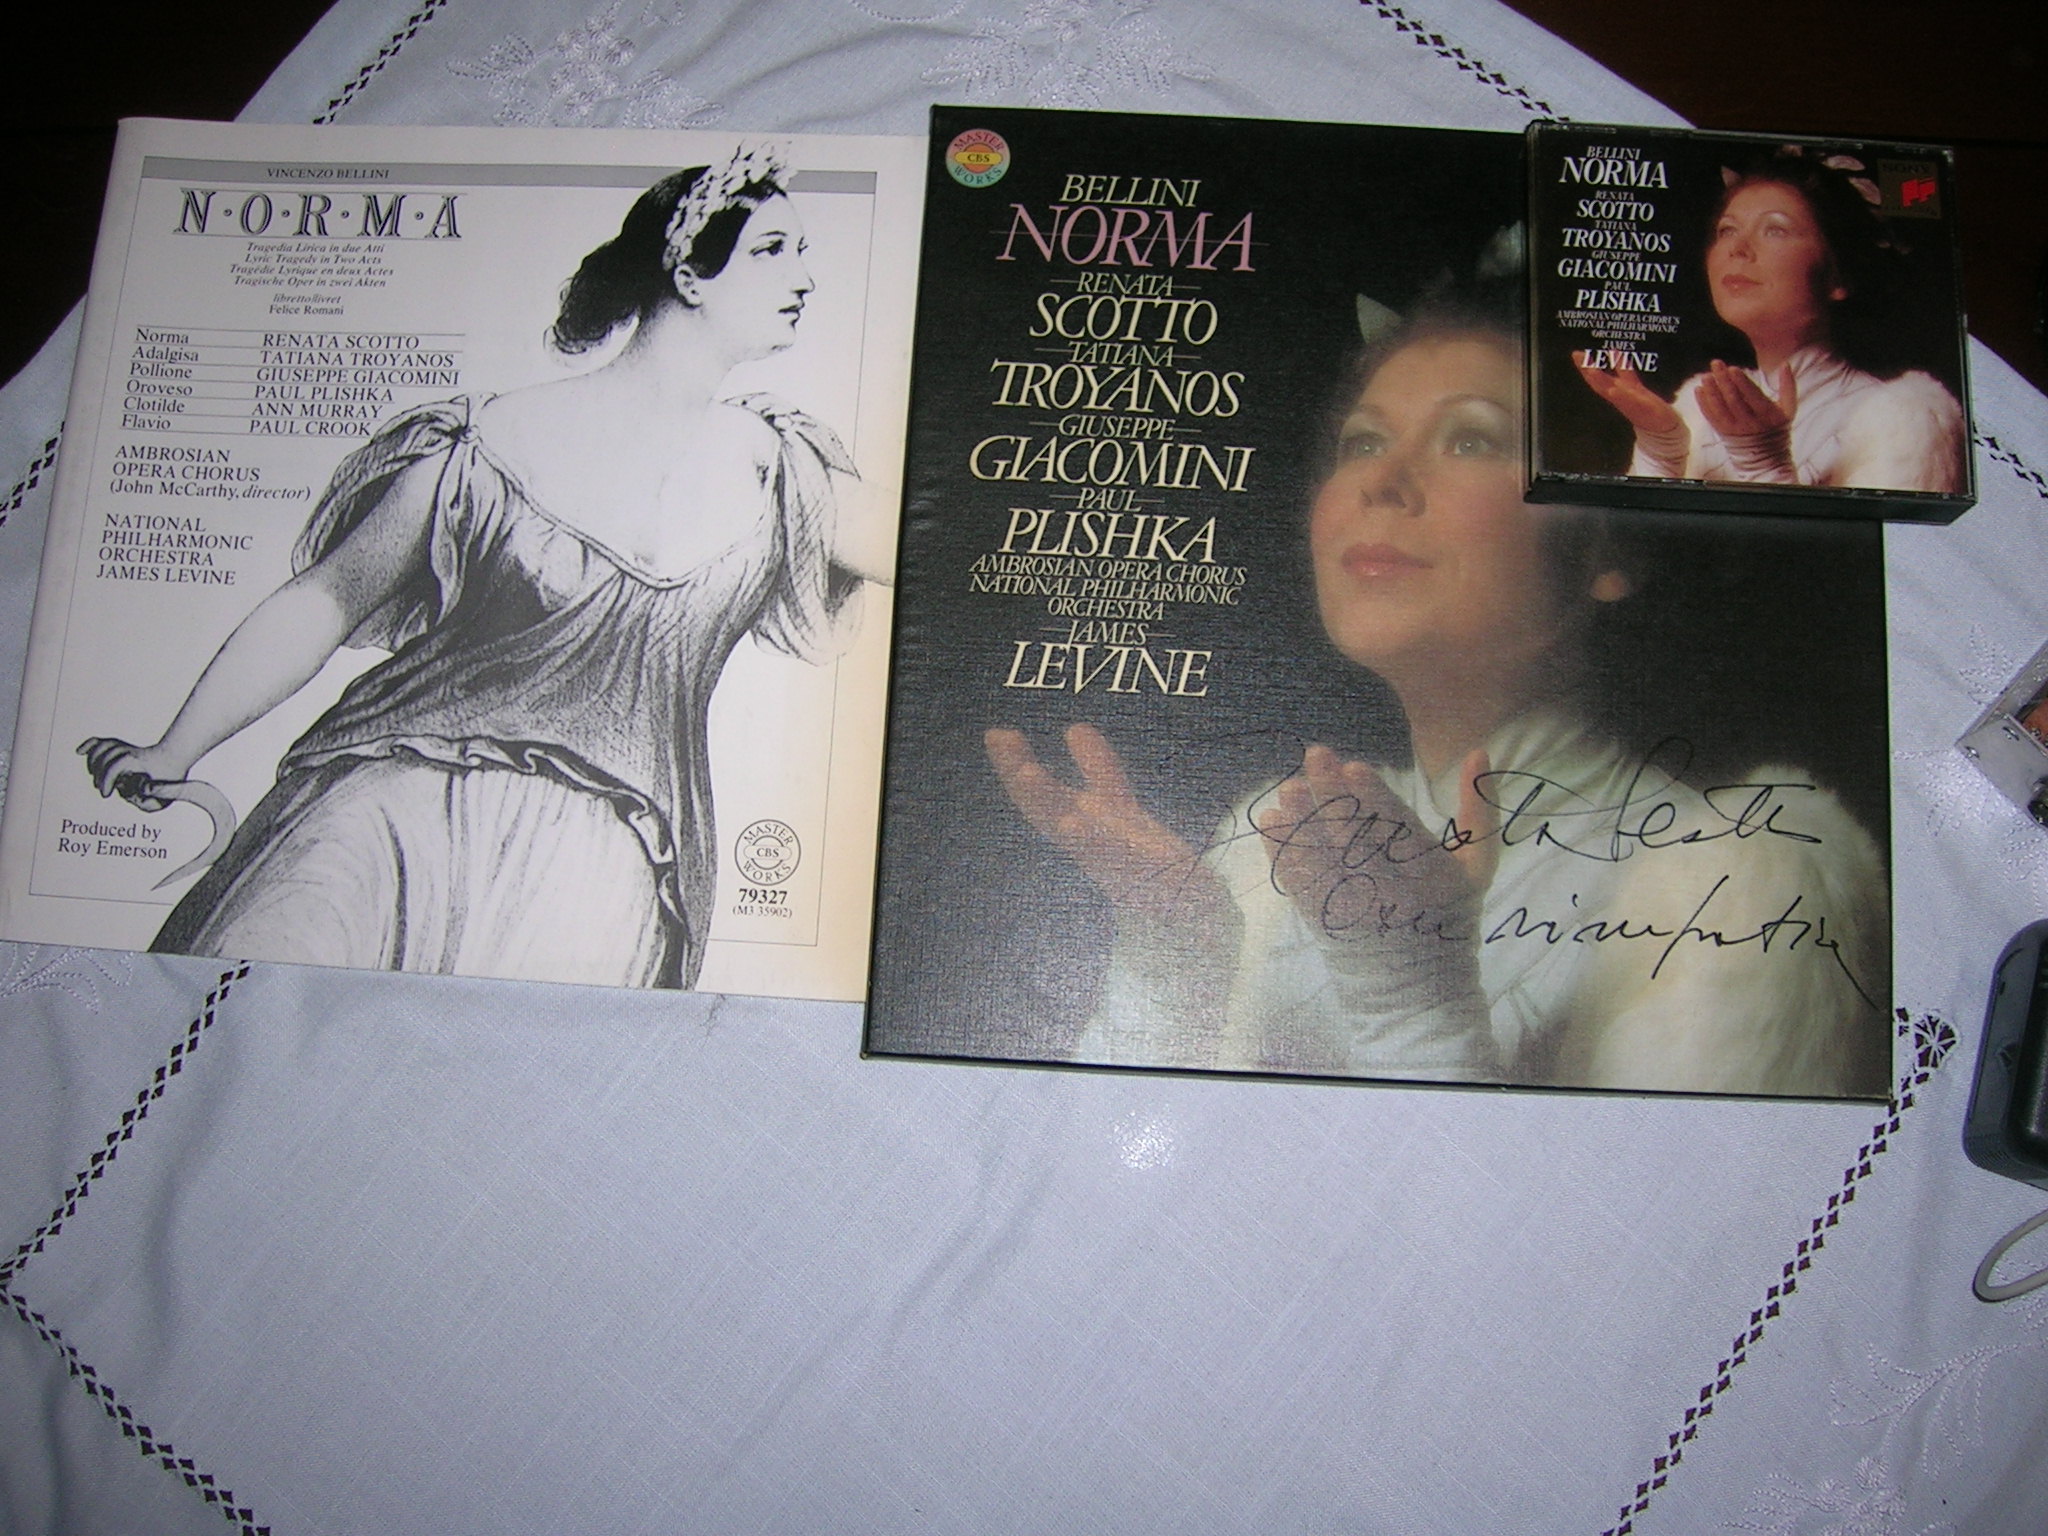 VINCENZO BELLINI
N·O·R·M·A
Tragedia Lirica in due Atti
Lyric Tragedy in Two Acts
Tragédie Lyrique en deux Actes
Tragische Oper in zwei Akten
libretto/livret
Felice Romani
Norma RENATA SCOTTO
Adalgisa TATIANA TROYANOS
Pollione GIUSEPPE GIACOMINI
Oroveso PAUL PLISHKA
Clotilde ANN MURRAY
Flavio PAUL CROOK
AMBROSIAN
OPERA CHORUS
(John McCarthy, director)
NATIONAL
PHILHARMONIC
ORCHESTRA
JAMES LEVINE
Produced by
Roy Emerson
MASTER
CBS
WORKS
79327
(M3 35902)
MASTER
CBS
WORKS
BELLINI
NORMA
RENATA
SCOTTO
TATIANA
TROYANOS
GIUSEPPE
GIACOMINI
PAUL
PLISHKA
AMBROSIAN OPERA CHORUS
NATIONAL PHILHARMONIC
ORCHESTRA
JAMES
LEVINE
Renata Scotto
Con simpatia
BELLINI
NORMA
RENATA
SCOTTO
TATIANA
TROYANOS
GIUSEPPE
GIACOMINI
PAUL
PLISHKA
AMBROSIAN OPERA CHORUS
NATIONAL PHILHARMONIC
ORCHESTRA
JAMES
LEVINE
SONY